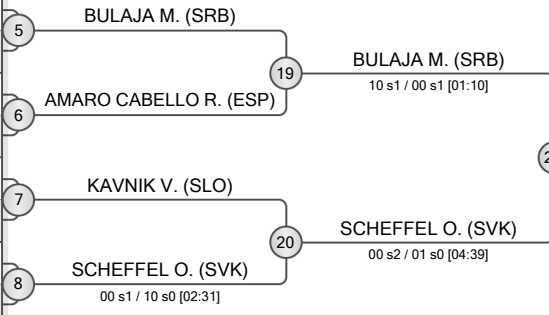 5
BULAJA M. (SRB)
19
BULAJA M. (SRB)
10 s1 / 00 s1 [01:10]
6
AMARO CABELLO R. (ESP)
7
KAVNIK V. (SLO)
20
SCHEFFEL O. (SVK)
00 s2 / 01 s0 [04:39]
8
SCHEFFEL O. (SVK)
00 s1 / 10 s0 [02:31]